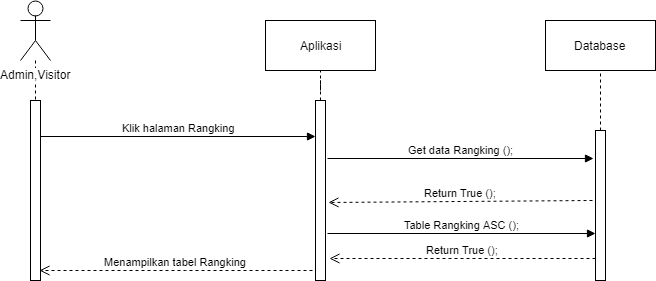 Aplikasi
Database
Admin,Visitor
Klik halaman Rangking
Get data Rangking ();
Return True ();
Table Rangking ASC ();
Return True ();
Menampilkan tabel Rangking